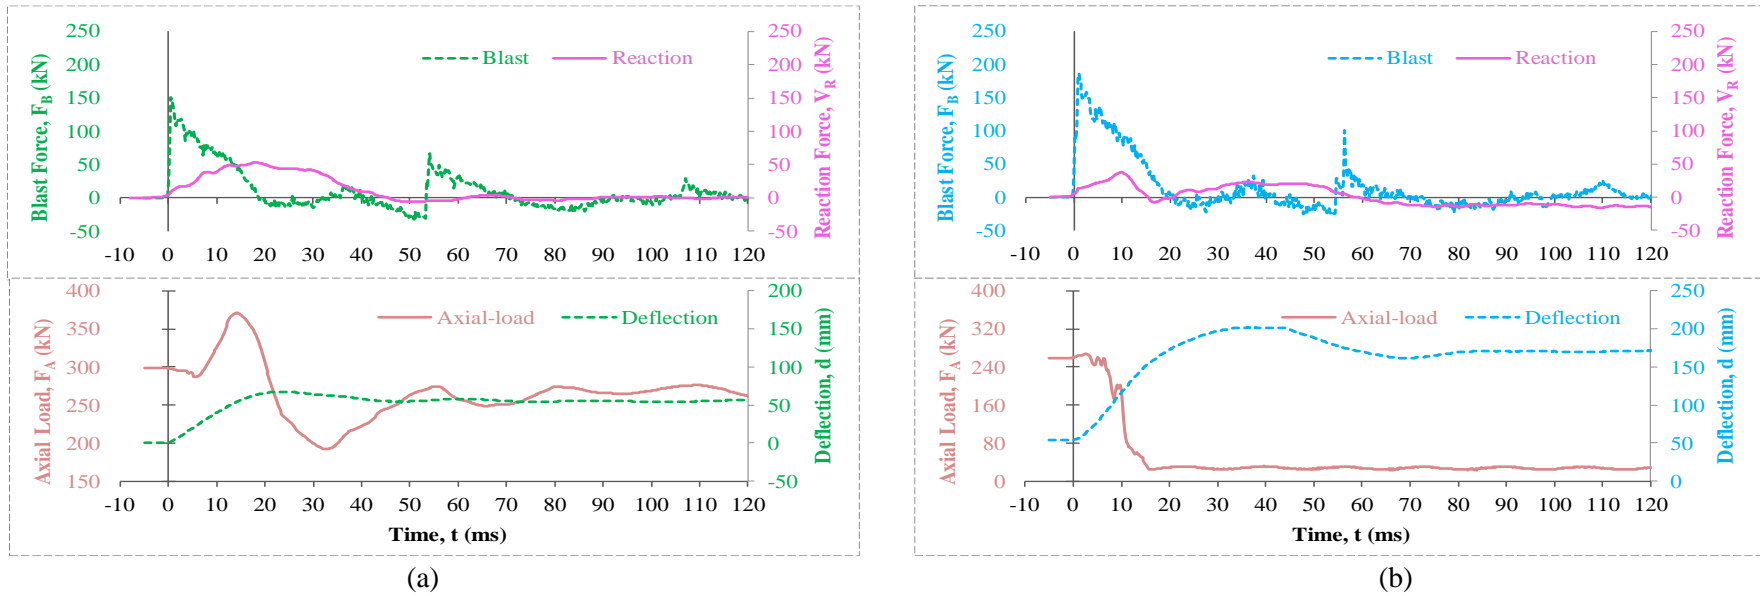 250
200
150
100
50
0
-50
Blast Force, F_B (kN)
Blast
Reaction
250
200
150
100
50
0
-50
Reaction Force, V_R (kN)
-10 0 10 20 30 40 50 60 70 80 90 100 110 120
400
350
300
250
200
150
Axial Load, F_A (kN)
Axial-load
Deflection
200
150
100
50
0
-50
Deflection, d (mm)
-10 0 10 20 30 40 50 60 70 80 90 100 110 120
Time, t (ms)
(a)
250
200
150
100
50
0
-50
Blast Force, F_B (kN)
Blast
Reaction
250
200
150
100
50
0
-50
Reaction Force, V_R (kN)
-10 0 10 20 30 40 50 60 70 80 90 100 110 120
400
320
240
160
80
0
Axial Load, F_A (kN)
Axial-load
Deflection
250
200
150
100
50
0
Deflection, d (mm)
-10 0 10 20 30 40 50 60 70 80 90 100 110 120
Time, t (ms)
(b)